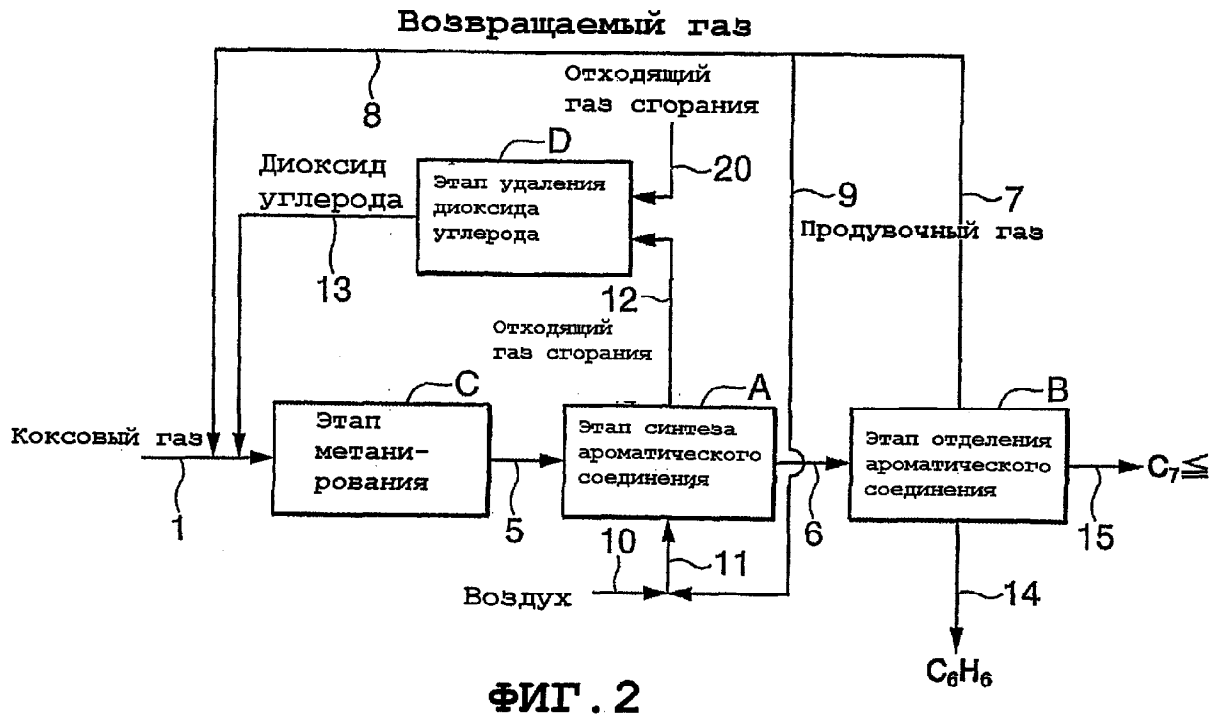 Возвращаемый газ
8
Отходящий
газ сгорания
20
9
7
D
Диоксид
углерода
13
Этап удаления
диоксида
углерода
Продувочный газ
12
Отходящий
газ сгорания
C
A
B
Коксовый газ
1
Этап
метани-
рования
5
Этап синтеза
ароматического
соединения
6
Этап отделения
ароматического
соединения
15
C₇≦
10
11
Воздух
14
C₆H₆
ФИГ.2